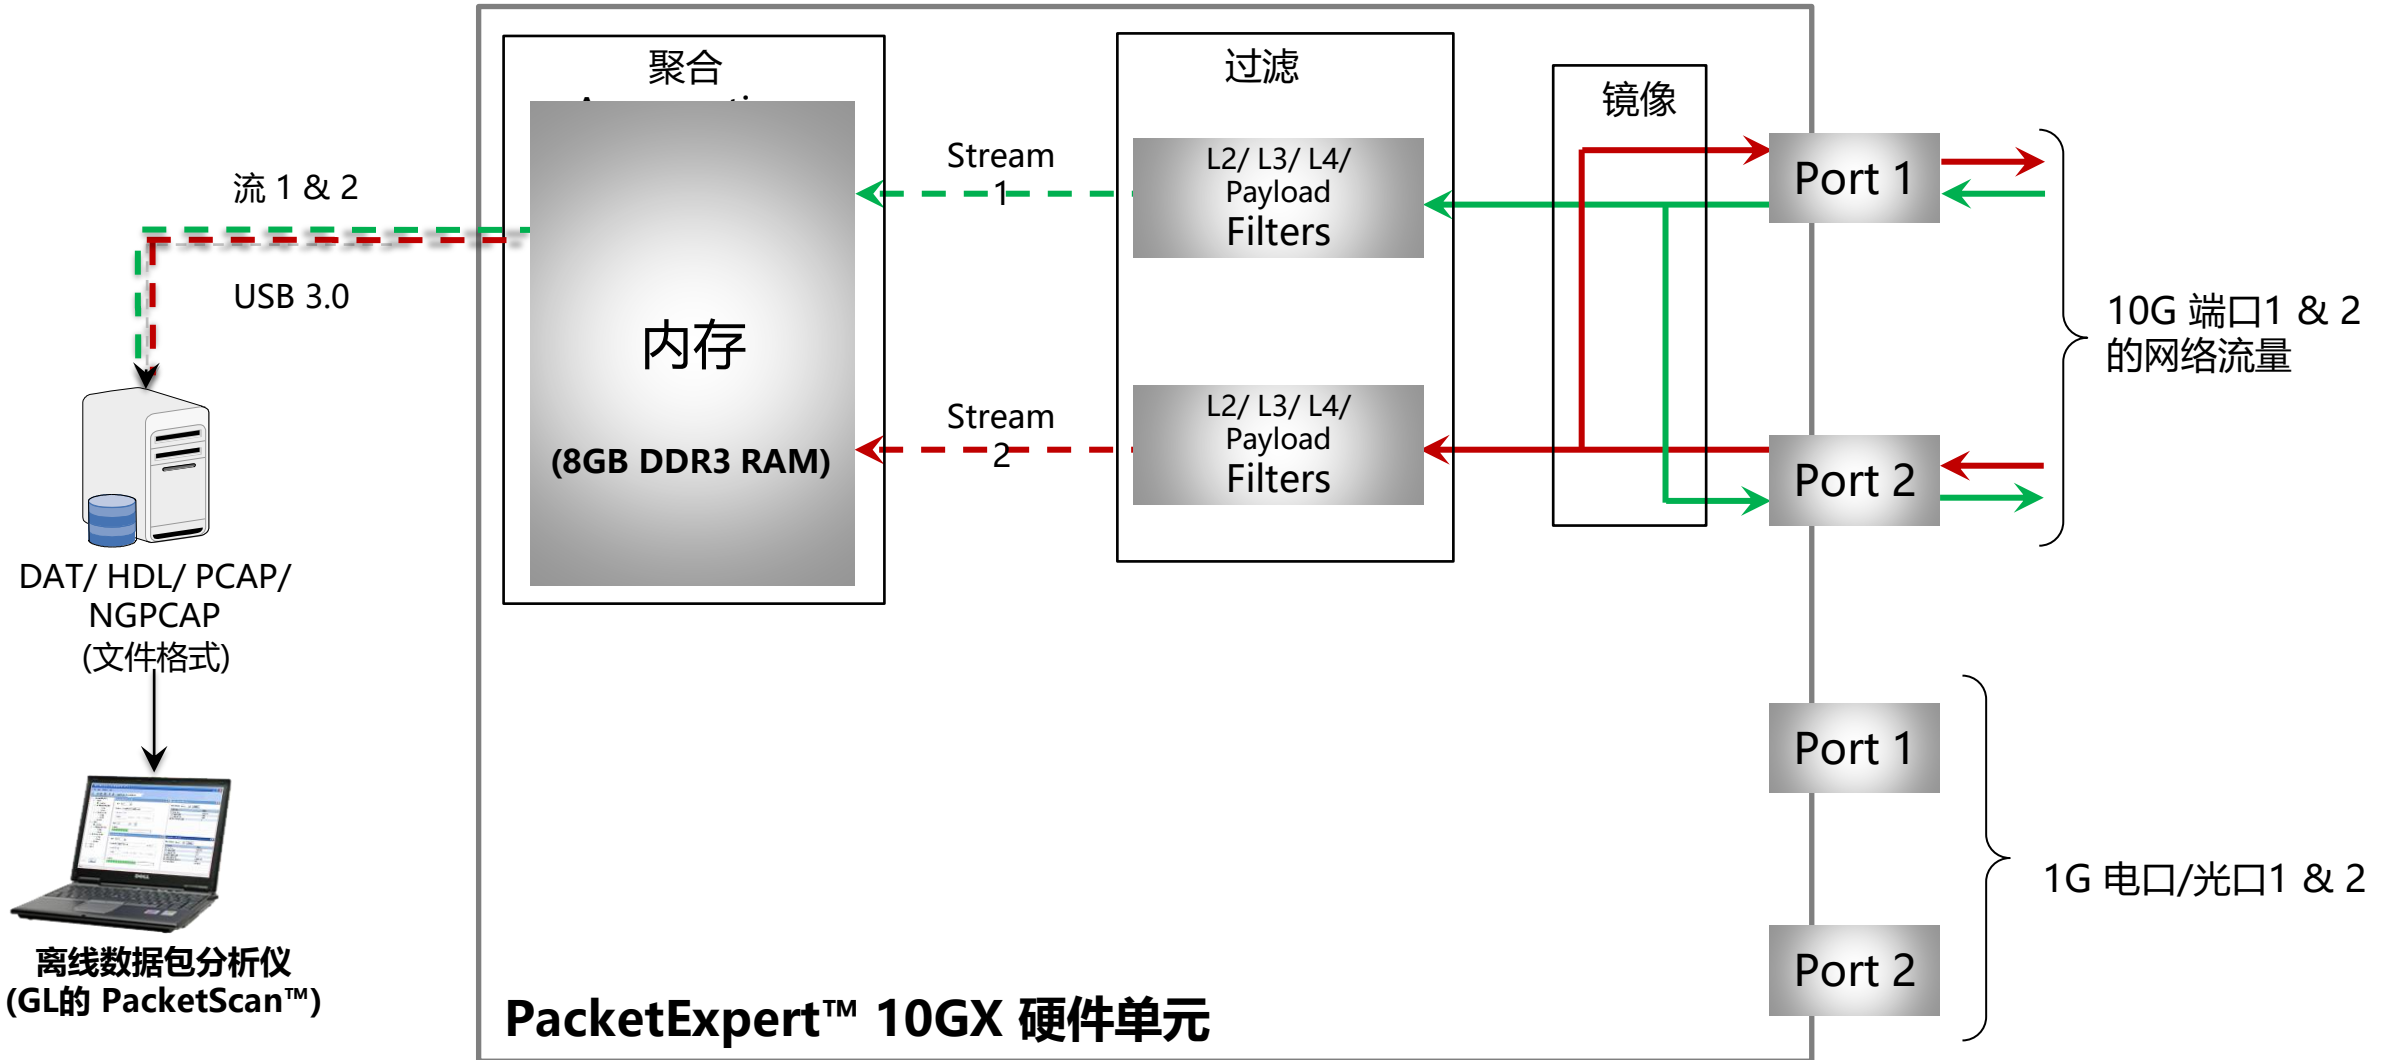 聚合
过滤
镜像
流 1 & 2
USB 3.0
内存
(8GB DDR3 RAM)
Stream
1
Stream
2
L2/ L3/ L4/
Payload
Filters
L2/ L3/ L4/
Payload
Filters
Port 1
Port 2
10G 端口1 & 2
的网络流量
DAT/ HDL/ PCAP/
NGPCAP
(文件格式)
离线数据包分析仪
(GL的 PacketScan™)
Port 1
Port 2
1G 电口/光口1 & 2
PacketExpert™ 10GX 硬件单元